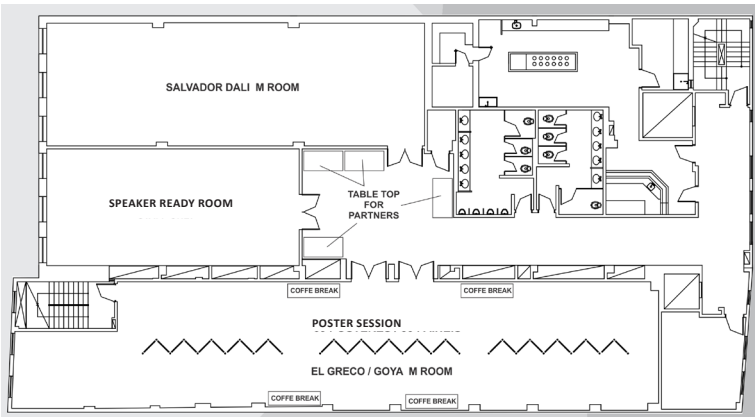 SALVADOR DALI M ROOM
SPEAKER READY ROOM
TABLE TOP
FOR
PARTNERS
COFFE BREAK
COFFE BREAK
POSTER SESSION
EL GRECO / GOYA M ROOM
COFFE BREAK
COFFE BREAK